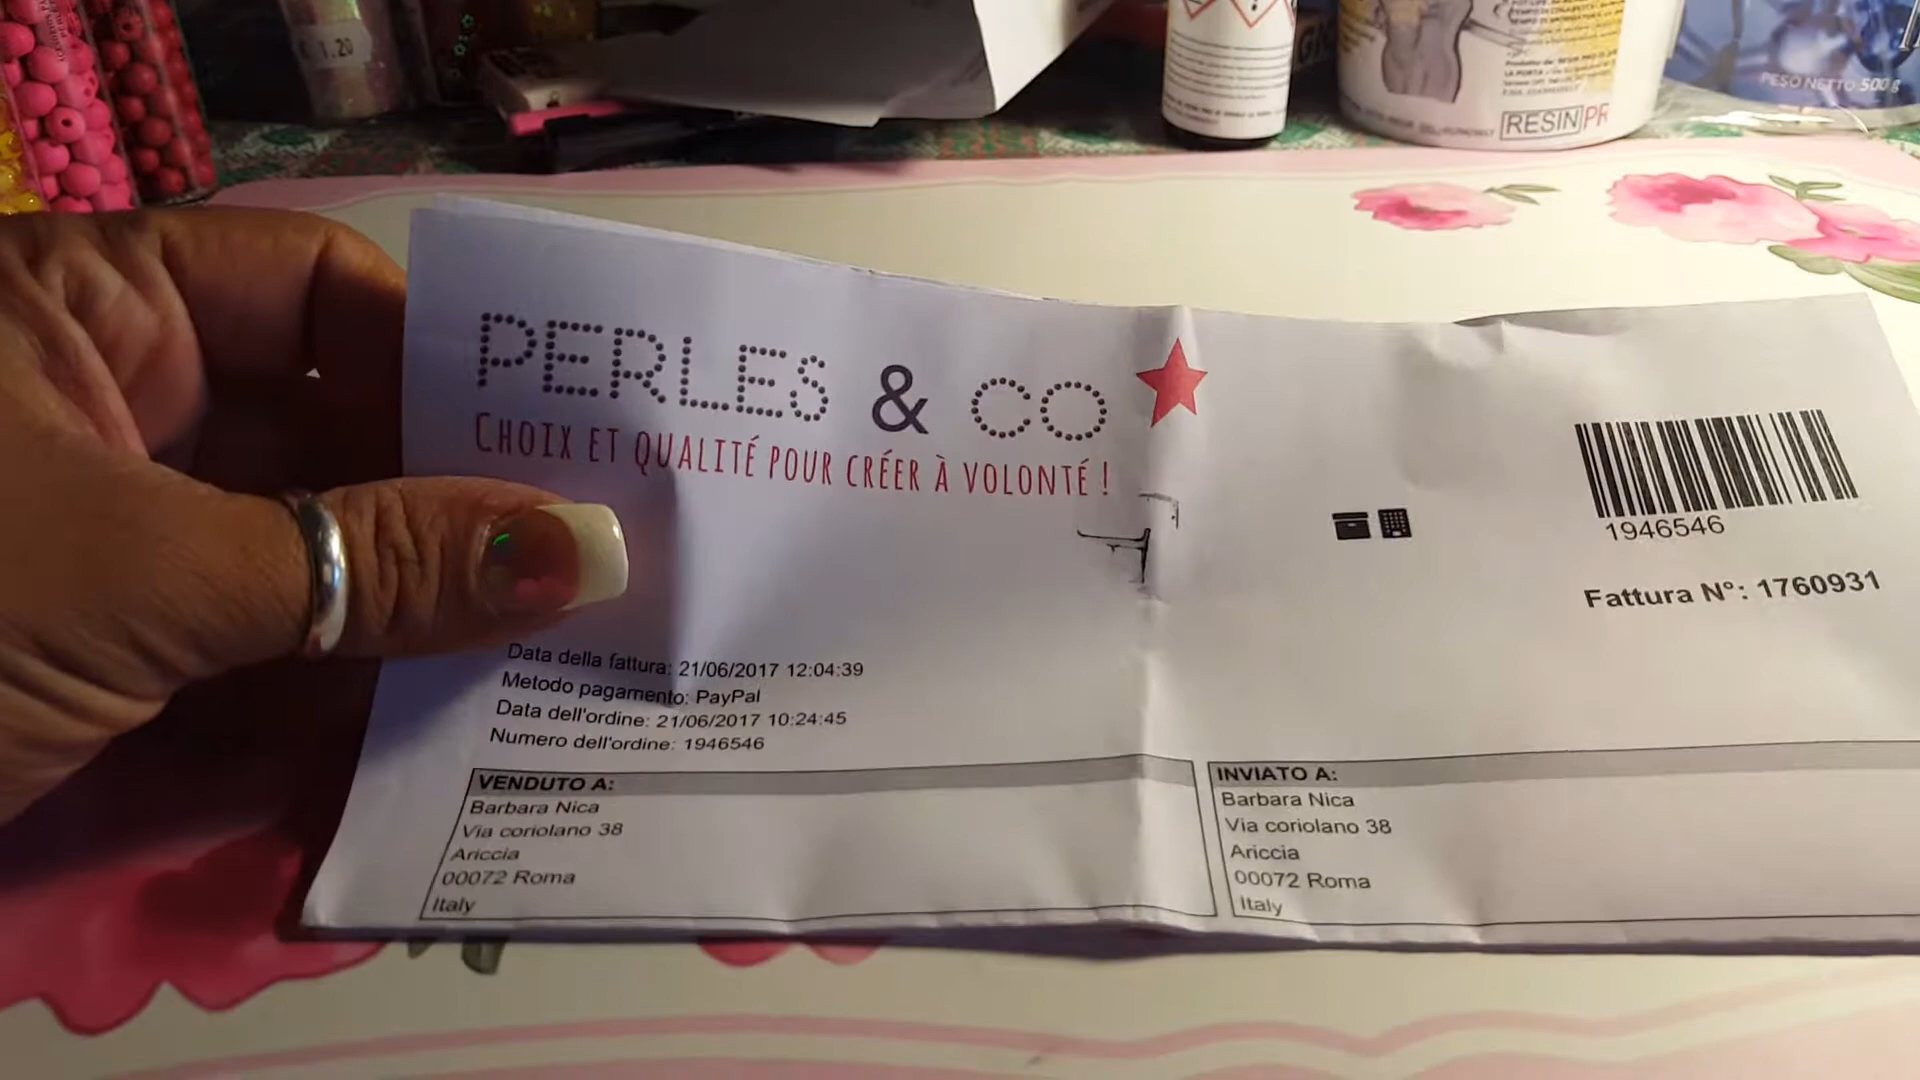 € 1.20
PESO NETTO 500 g
RESIN PRO
PERLES & CO
CHOIX ET QUALITÉ POUR CRÉER À VOLONTÉ !
1946546
Fattura N°: 1760931
Data della fattura: 21/06/2017 12:04:39
Metodo pagamento: PayPal
Data dell'ordine: 21/06/2017 10:24:45
Numero dell'ordine: 1946546
VENDUTO A:
Barbara Nica
Via coriolano 38
Ariccia
00072 Roma
Italy
INVIATO A:
Barbara Nica
Via coriolano 38
Ariccia
00072 Roma
Italy